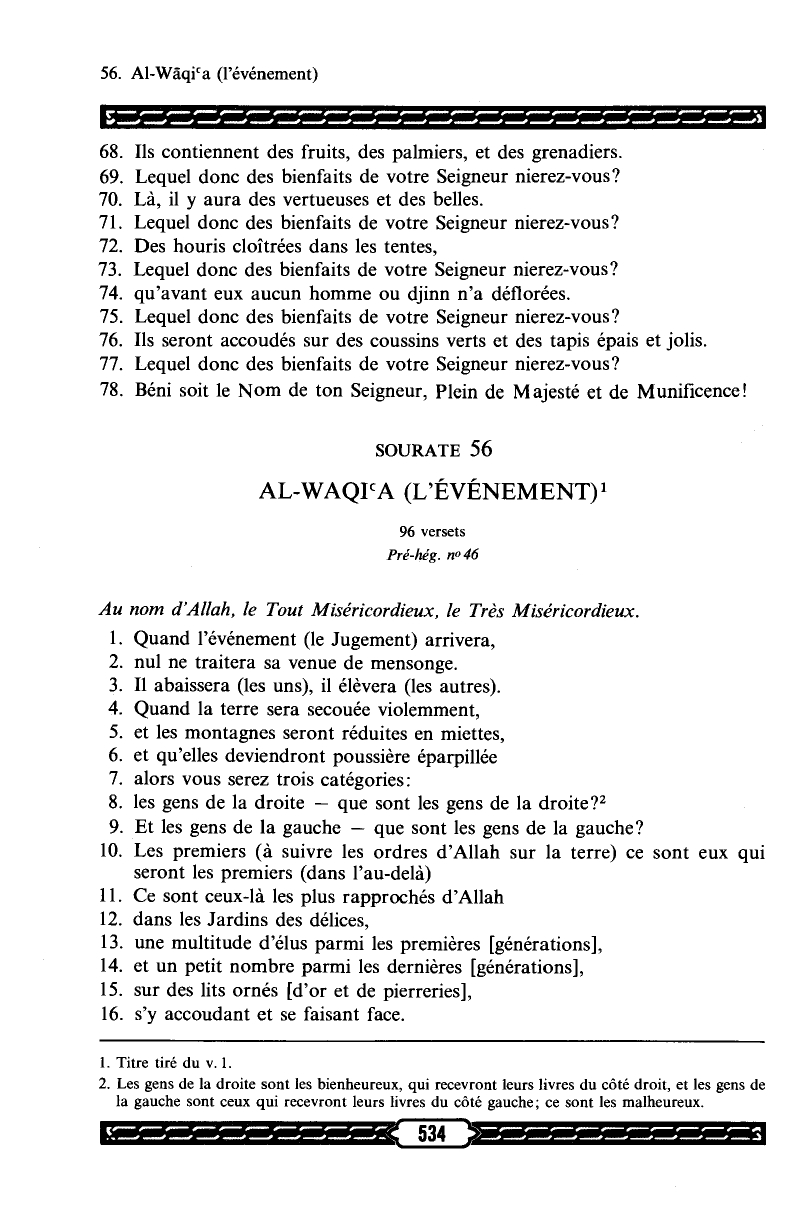 56. Al-Wāqiʿa (l'événement)
68. Ils contiennent des fruits, des palmiers, et des grenadiers.
69. Lequel donc des bienfaits de votre Seigneur nierez-vous?
70. Là, il y aura des vertueuses et des belles.
71. Lequel donc des bienfaits de votre Seigneur nierez-vous?
72. Des houris cloîtrées dans les tentes,
73. Lequel donc des bienfaits de votre Seigneur nierez-vous?
74. qu'avant eux aucun homme ou djinn n'a déflorées.
75. Lequel donc des bienfaits de votre Seigneur nierez-vous?
76. Ils seront accoudés sur des coussins verts et des tapis épais et jolis.
77. Lequel donc des bienfaits de votre Seigneur nierez-vous?
78. Béni soit le Nom de ton Seigneur, Plein de Majesté et de Munificence!
SOURATE 56
AL-WAQIʿA (L'ÉVÉNEMENT)¹
96 versets
Pré-hég. nº 46
Au nom d'Allah, le Tout Miséricordieux, le Très Miséricordieux.
1. Quand l'événement (le Jugement) arrivera,
2. nul ne traitera sa venue de mensonge.
3. Il abaissera (les uns), il élèvera (les autres).
4. Quand la terre sera secouée violemment,
5. et les montagnes seront réduites en miettes,
6. et qu'elles deviendront poussière éparpillée
7. alors vous serez trois catégories:
8. les gens de la droite — que sont les gens de la droite?²
9. Et les gens de la gauche — que sont les gens de la gauche?
10. Les premiers (à suivre les ordres d'Allah sur la terre) ce sont eux qui
seront les premiers (dans l'au-delà)
11. Ce sont ceux-là les plus rapprochés d'Allah
12. dans les Jardins des délices,
13. une multitude d'élus parmi les premières [générations],
14. et un petit nombre parmi les dernières [générations],
15. sur des lits ornés [d'or et de pierreries],
16. s'y accoudant et se faisant face.
1. Titre tiré du v. 1.
2. Les gens de la droite sont les bienheureux, qui recevront leurs livres du côté droit, et les gens de
la gauche sont ceux qui recevront leurs livres du côté gauche; ce sont les malheureux.
534